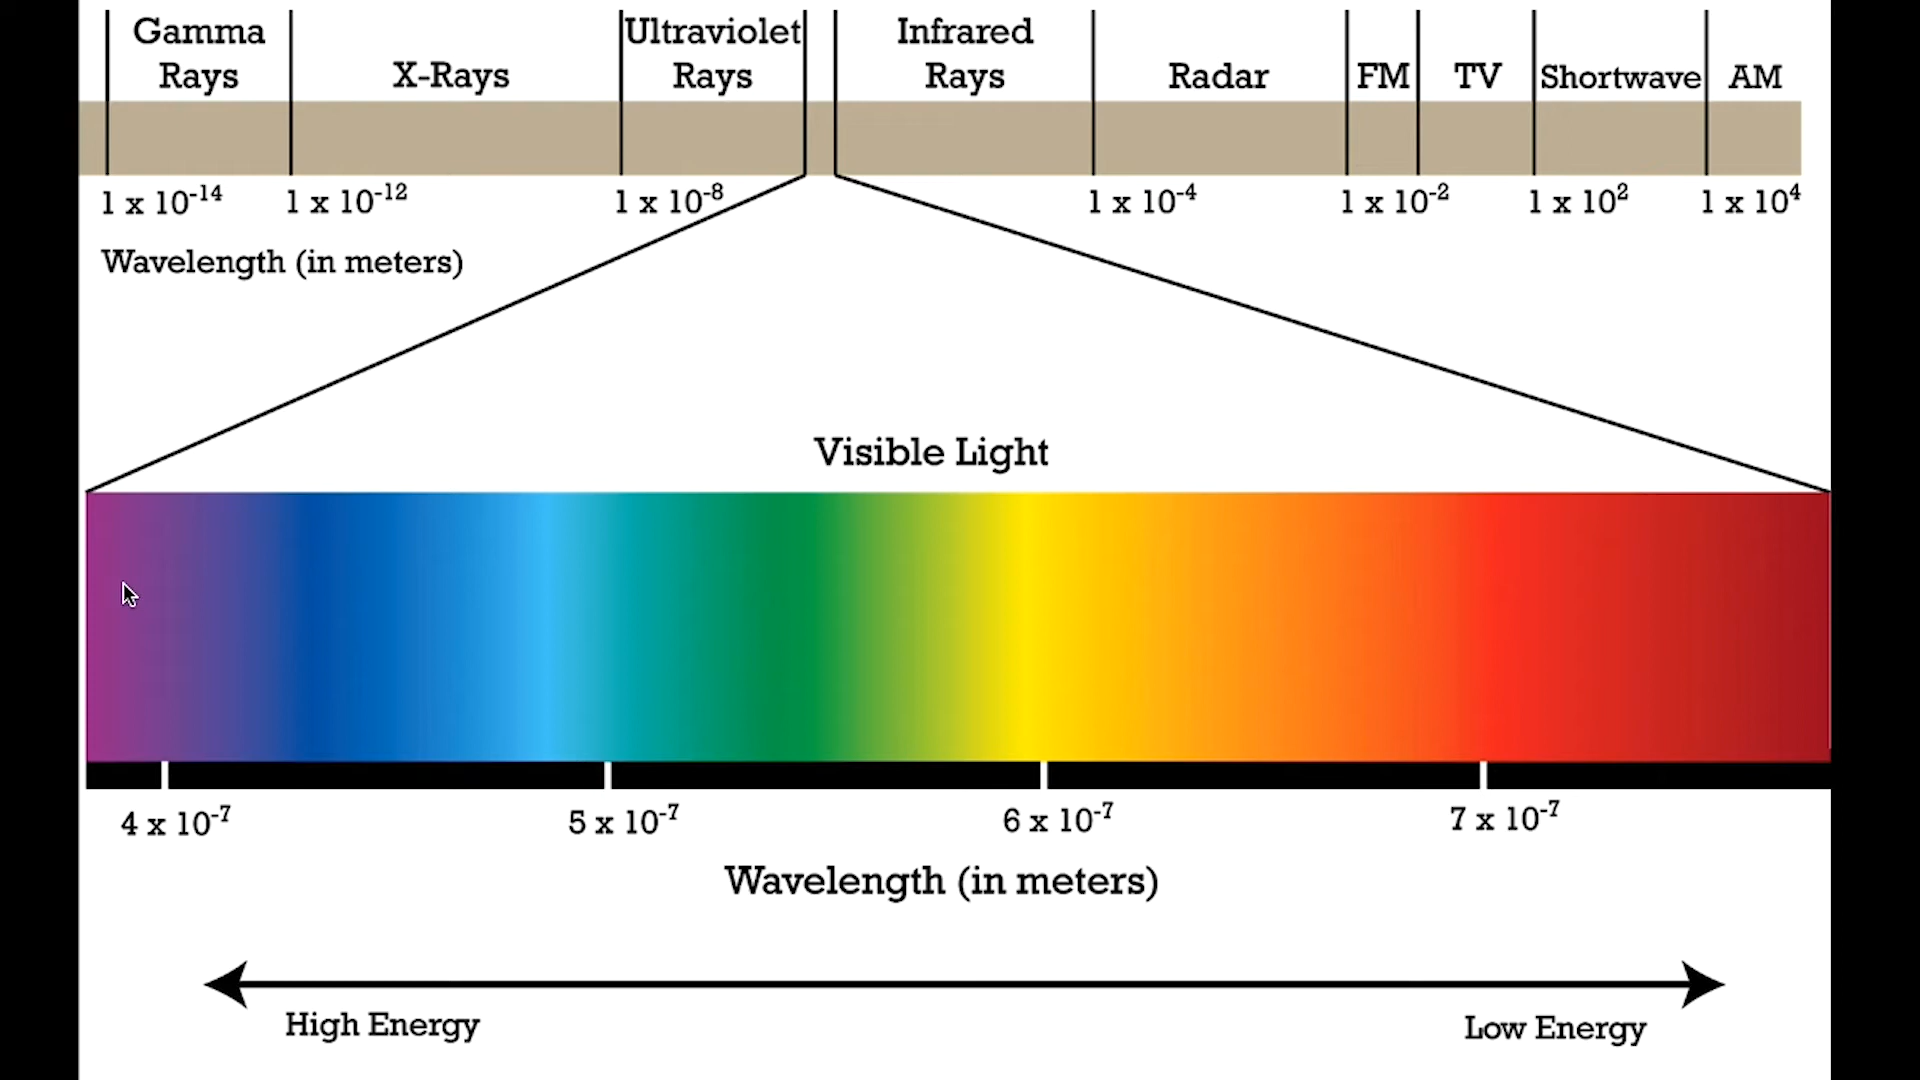 Gamma Rays
X-Rays
Ultraviolet Rays
Infrared Rays
Radar
FM
TV
Shortwave
AM
1 x 10⁻¹⁴
1 x 10⁻¹²
1 x 10⁻⁸
1 x 10⁻⁴
1 x 10⁻²
1 x 10²
1 x 10⁴
Wavelength (in meters)
Visible Light
4 x 10⁻⁷
5 x 10⁻⁷
6 x 10⁻⁷
7 x 10⁻⁷
Wavelength (in meters)
High Energy
Low Energy